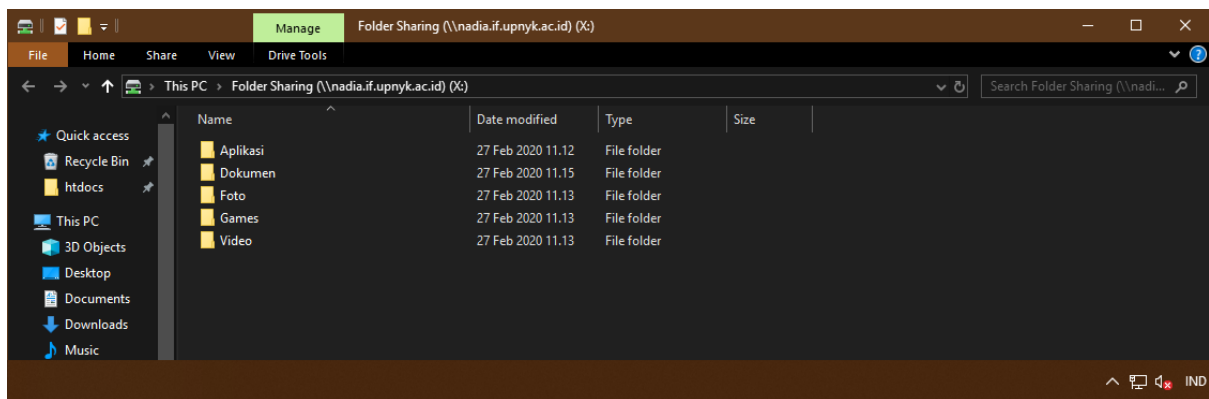 Manage Folder Sharing (\\nadia.if.upnyk.ac.id) (X:)
File Home Share View Drive Tools
This PC › Folder Sharing (\\nadia.if.upnyk.ac.id) (X:) Search Folder Sharing (\\nadi...
Name Date modified Type Size
Quick access
Recycle Bin
htdocs
This PC
3D Objects
Desktop
Documents
Downloads
Music
Aplikasi 27 Feb 2020 11.12 File folder
Dokumen 27 Feb 2020 11.15 File folder
Foto 27 Feb 2020 11.13 File folder
Games 27 Feb 2020 11.13 File folder
Video 27 Feb 2020 11.13 File folder
IND